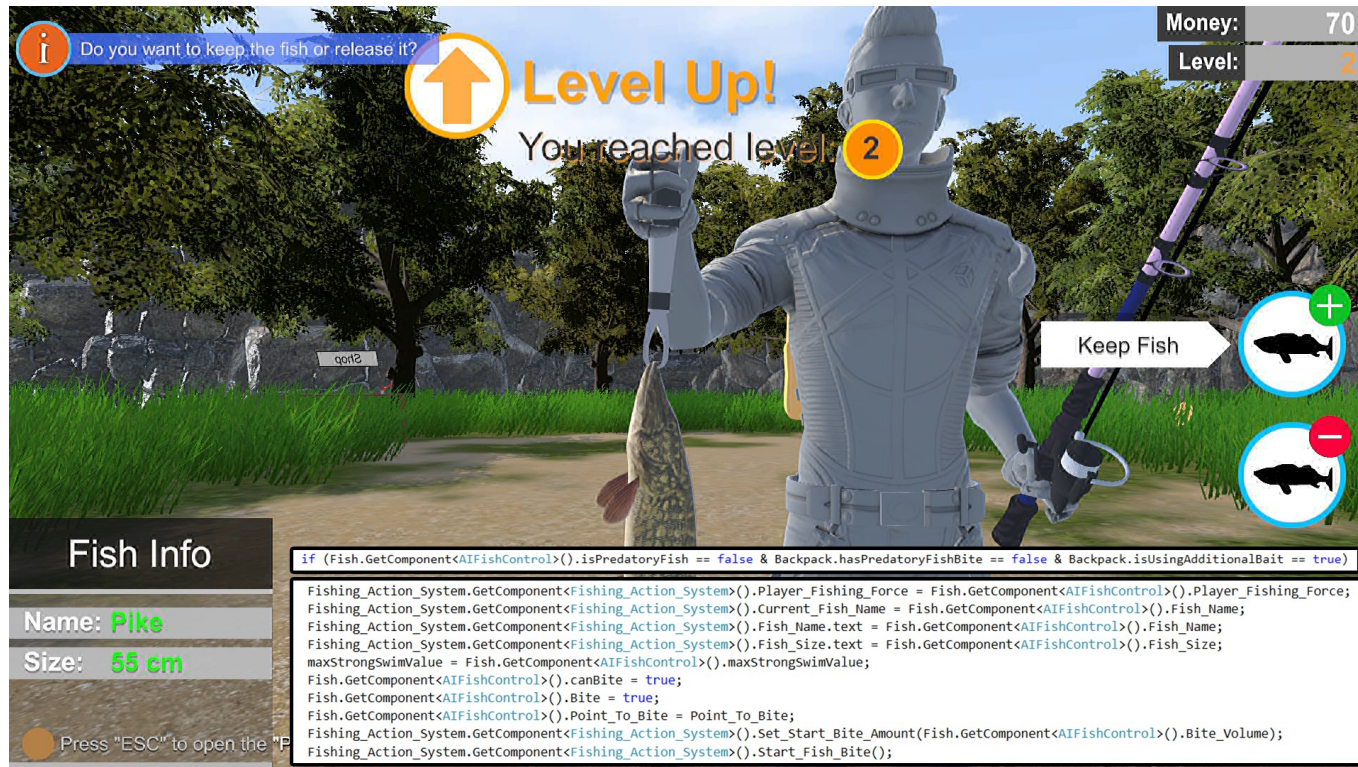 Do you want to keep the fish or release it?
Level Up!
You reached level:
2
Money: 70
Level: 2
Shop
Keep Fish
Fish Info
Name: Pike
Size: 55 cm
Press "ESC" to open the "P
if (Fish.GetComponent<AIFishControl>().isPredatoryFish == false & Backpack.hasPredatoryFishBite == false & Backpack.isUsingAdditionalBait == true)
Fishing_Action_System.GetComponent<Fishing_Action_System>().Player_Fishing_Force = Fish.GetComponent<AIFishControl>().Player_Fishing_Force;
Fishing_Action_System.GetComponent<Fishing_Action_System>().Current_Fish_Name = Fish.GetComponent<AIFishControl>().Fish_Name;
Fishing_Action_System.GetComponent<Fishing_Action_System>().Fish_Name.text = Fish.GetComponent<AIFishControl>().Fish_Name;
Fishing_Action_System.GetComponent<Fishing_Action_System>().Fish_Size.text = Fish.GetComponent<AIFishControl>().Fish_Size;
maxStrongSwimValue = Fish.GetComponent<AIFishControl>().maxStrongSwimValue;
Fish.GetComponent<AIFishControl>().canBite = true;
Fish.GetComponent<AIFishControl>().Bite = true;
Fish.GetComponent<AIFishControl>().Point_To_Bite = Point_To_Bite;
Fishing_Action_System.GetComponent<Fishing_Action_System>().Set_Start_Bite_Amount(Fish.GetComponent<AIFishControl>().Bite_Volume);
Fishing_Action_System.GetComponent<Fishing_Action_System>().Start_Fish_Bite();